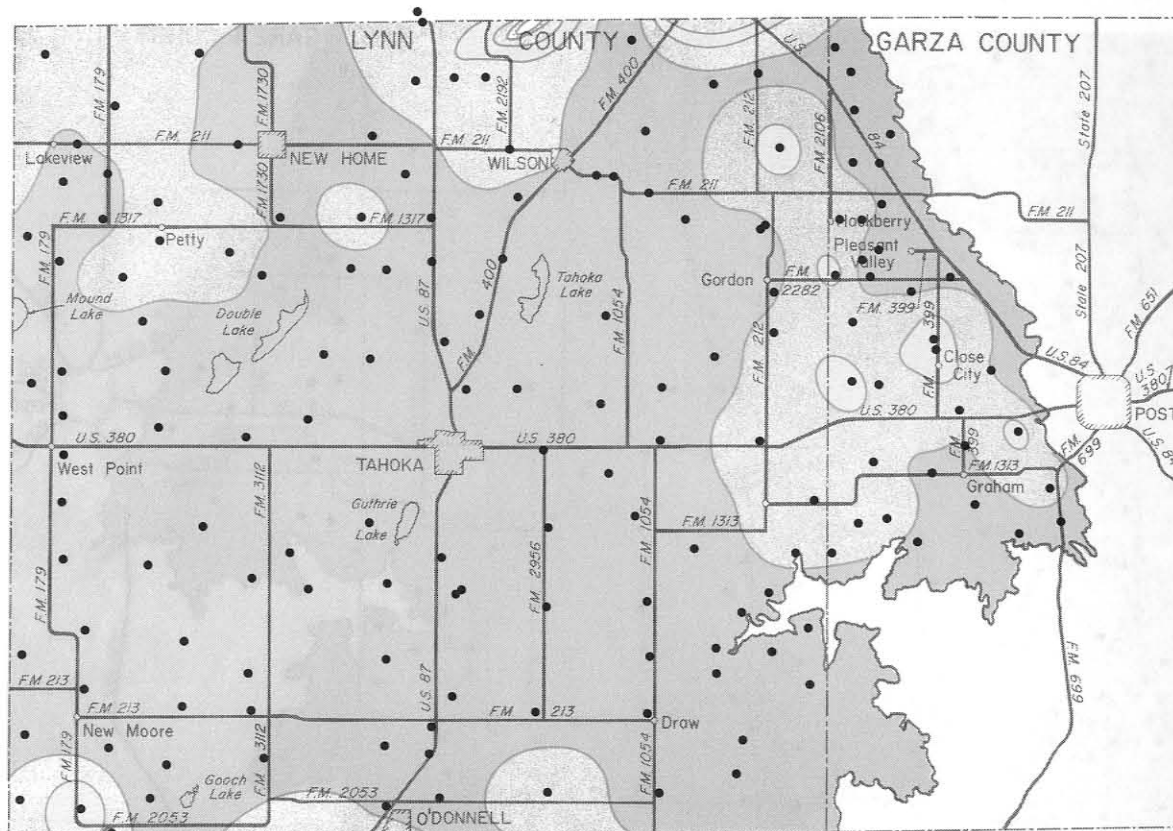 LYNN COUNTY
GARZA COUNTY
F.M. 179
F.M. 1730
F.M. 2192
F.M. 400
U.S. 84
F.M. 212
F.M. 2106
State 207
Lakeview
F.M. 211
NEW HOME
F.M. 211
WILSON
F.M. 1730
F.M. 211
F.M. 211
F.M. 1317
Petty
F.M. 1317
Hackberry
Pleasant Valley
F.M. 179
Mound Lake
Double Lake
U.S. 87
F.M. 400
Tahoka Lake
F.M. 1054
Gordon
F.M. 2282
F.M. 399
F.M. 399
F.M. 212
State 207
F.M. 651
Close City
U.S. 84
U.S. 380
POST
U.S. 84
U.S. 380
West Point
U.S. 380
TAHOKA
U.S. 380
F.M. 399
F.M. 1313
Graham
F.M. 699
F.M. 3112
Guthrie Lake
F.M. 1054
F.M. 1313
F.M. 179
F.M. 2956
U.S. 87
F.M. 669
F.M. 213
F.M. 213
New Moore
F.M. 213
Draw
F.M. 179
F.M. 3112
Gooch Lake
F.M. 1054
F.M. 2053
F.M. 2053
O'DONNELL